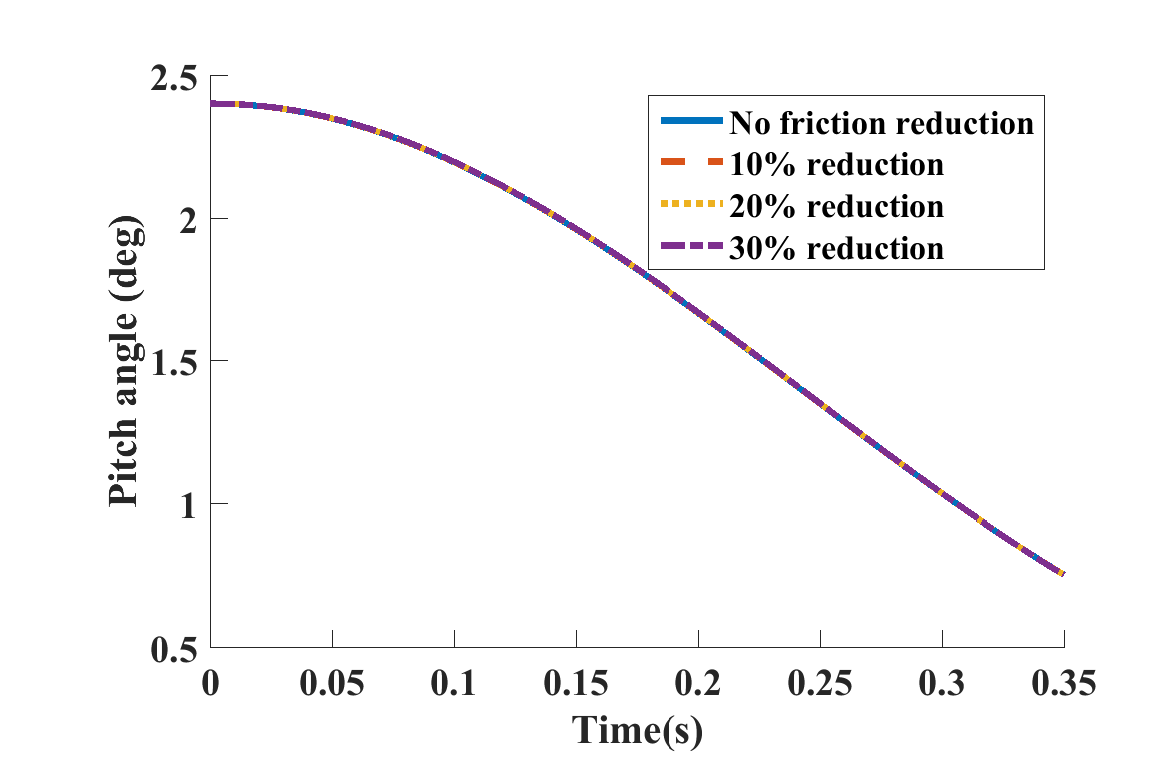 2.5
2
1.5
1
0.5
Pitch angle (deg)
No friction reduction
10% reduction
20% reduction
30% reduction
0 0.05 0.1 0.15 0.2 0.25 0.3 0.35
Time(s)